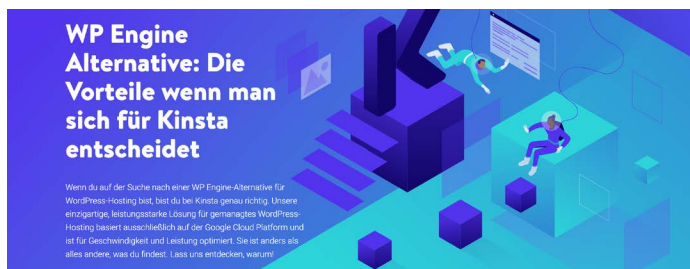 WP Engine
Alternative: Die
Vorteile wenn man
sich für Kinsta
entscheidet
Wenn du auf der Suche nach einer WP Engine-Alternative für
WordPress-Hosting bist, bist du bei Kinsta genau richtig. Unsere
einzigartige, leistungsstarke Lösung für gemanagtes WordPress-
Hosting basiert ausschließlich auf der Google Cloud Platform und
ist für Geschwindigkeit und Leistung optimiert. Sie ist anders als
alles andere, was du findest. Lass uns entdecken, warum!